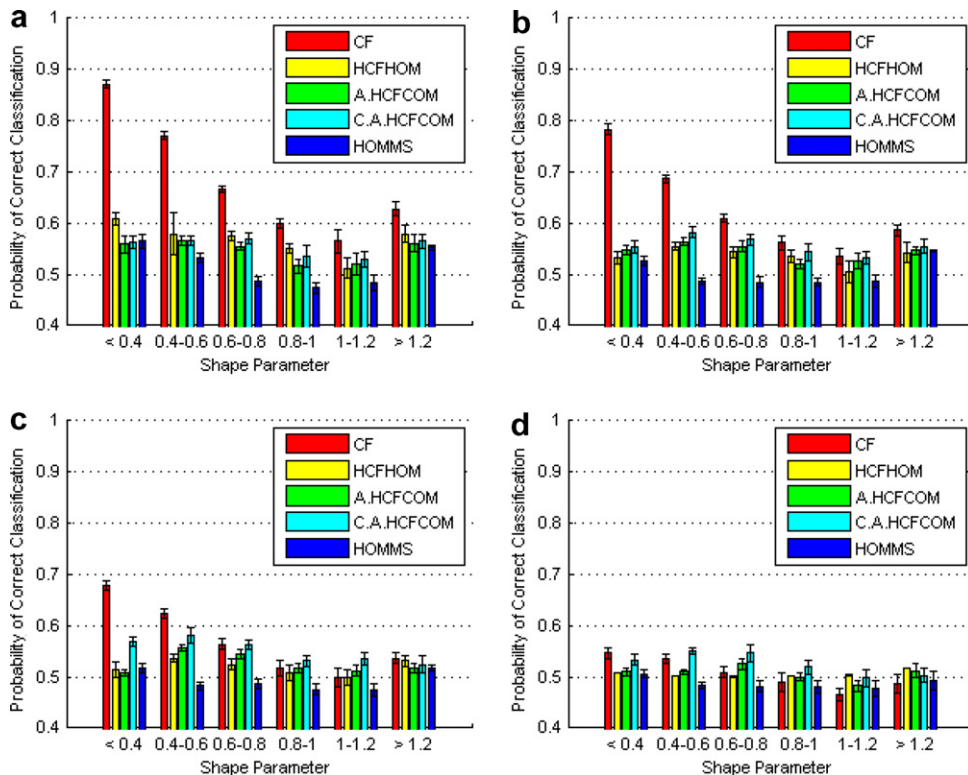 a
1
0.9
0.8
0.7
0.6
0.5
0.4
Probability of Correct Classification
CF
HCFHOM
A.HCFCOM
C.A.HCFCOM
HOMMS
< 0.4 0.4-0.6 0.6-0.8 0.8-1 1-1.2 > 1.2
Shape Parameter
b
1
0.9
0.8
0.7
0.6
0.5
0.4
Probability of Correct Classification
CF
HCFHOM
A.HCFCOM
C.A.HCFCOM
HOMMS
< 0.4 0.4-0.6 0.6-0.8 0.8-1 1-1.2 > 1.2
Shape Parameter
c
1
0.9
0.8
0.7
0.6
0.5
0.4
Probability of Correct Classification
CF
HCFHOM
A.HCFCOM
C.A.HCFCOM
HOMMS
< 0.4 0.4-0.6 0.6-0.8 0.8-1 1-1.2 > 1.2
Shape Parameter
d
1
0.9
0.8
0.7
0.6
0.5
0.4
Probability of Correct Classification
CF
HCFHOM
A.HCFCOM
C.A.HCFCOM
HOMMS
< 0.4 0.4-0.6 0.6-0.8 0.8-1 1-1.2 > 1.2
Shape Parameter